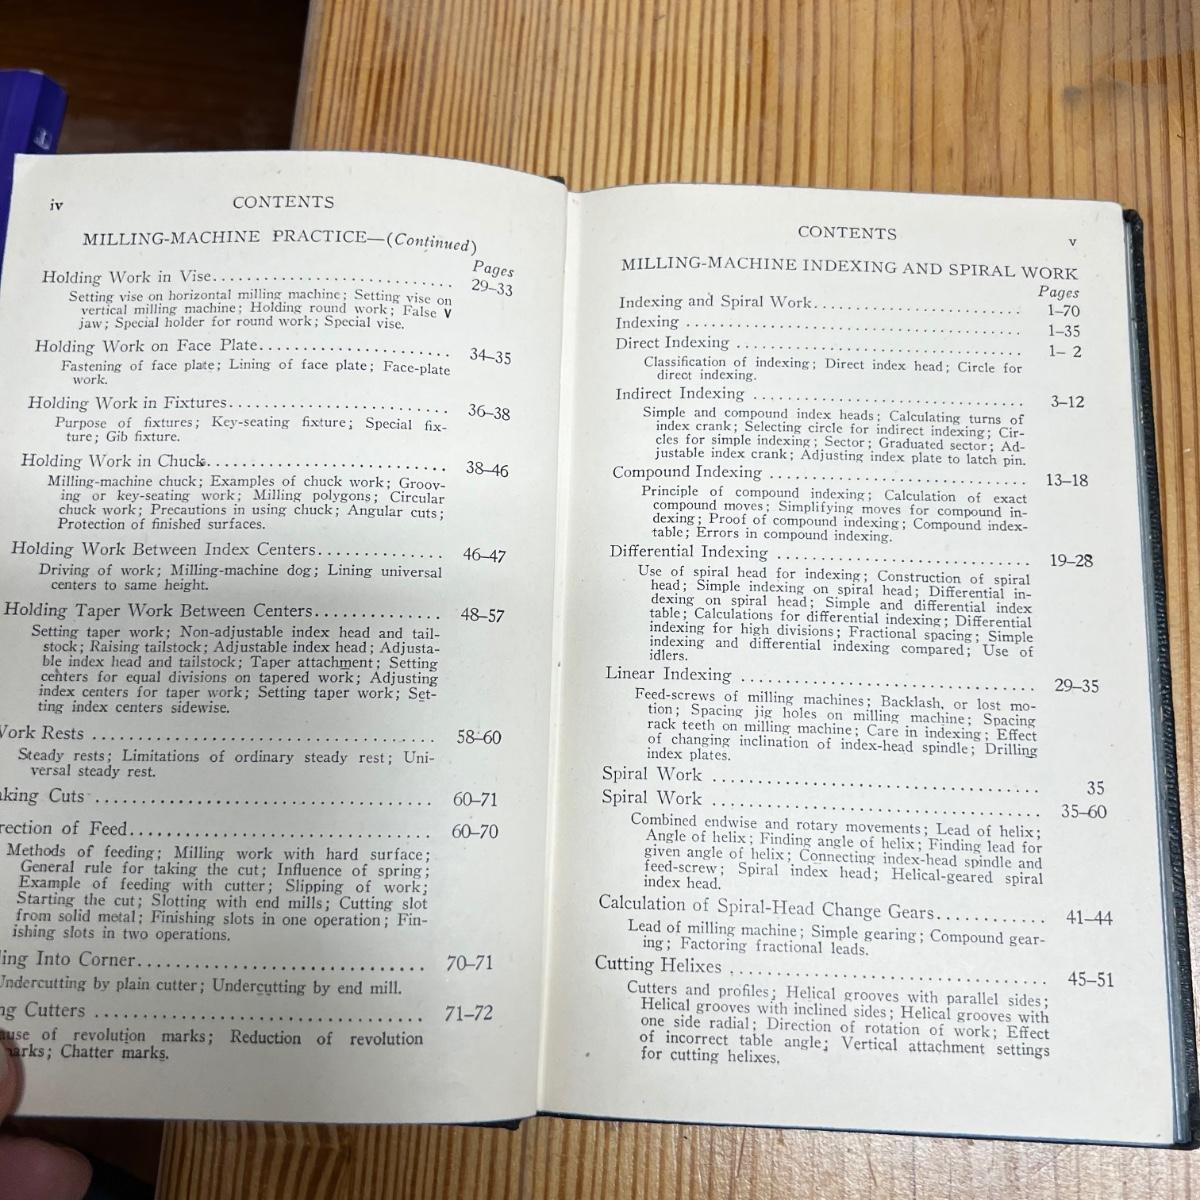 iv
CONTENTS
MILLING-MACHINE PRACTICE—(Continued)
Pages
Holding Work in Vise........................ 29–33
Setting vise on horizontal milling machine; Setting vise on
vertical milling machine; Holding round work; False V
jaw; Special holder for round work; Special vise.
Holding Work on Face Plate...................... 34–35
Fastening of face plate; Lining of face plate; Face-plate
work.
Holding Work in Fixtures......................... 36–38
Purpose of fixtures; Key-seating fixture; Special fix-
ture; Gib fixture.
Holding Work in Chuck.......................... 38–46
Milling-machine chuck; Examples of chuck work; Groov-
ing or key-seating work; Milling polygons; Circular
chuck work; Precautions in using chuck; Angular cuts;
Protection of finished surfaces.
Holding Work Between Index Centers.............. 46–47
Driving of work; Milling-machine dog; Lining universal
centers to same height.
Holding Taper Work Between Centers............. 48–57
Setting taper work; Non-adjustable index head and tail-
stock; Raising tailstock; Adjustable index head; Adjusta-
ble index head and tailstock; Taper attachment; Setting
centers for equal divisions on tapered work; Adjusting
index centers for taper work; Setting taper work; Set-
ting index centers sidewise.
Work Rests .................................... 58–60
Steady rests; Limitations of ordinary steady rest; Uni-
versal steady rest.
aking Cuts .................................... 60–71
rection of Feed................................ 60–70
Methods of feeding; Milling work with hard surface;
General rule for taking the cut; Influence of spring;
Example of feeding with cutter; Slipping of work;
Starting the cut; Slotting with end mills; Cutting slot
from solid metal; Finishing slots in one operation; Fin-
ishing slots in two operations.
ling Into Corner.............................. 70–71
Undercutting by plain cutter; Undercutting by end mill.
ng Cutters .................................... 71–72
ause of revolution marks; Reduction of revolution
marks; Chatter marks.
CONTENTS
v
MILLING-MACHINE INDEXING AND SPIRAL WORK
Pages
Indexing and Spiral Work........................ 1–70
Indexing ...................................... 1–35
Direct Indexing ................................ 1– 2
Classification of indexing; Direct index head; Circle for
direct indexing.
Indirect Indexing .............................. 3–12
Simple and compound index heads; Calculating turns of
index crank; Selecting circle for indirect indexing; Cir-
cles for simple indexing; Sector; Graduated sector; Ad-
justable index crank; Adjusting index plate to latch pin.
Compound Indexing .............................. 13–18
Principle of compound indexing; Calculation of exact
compound moves; Simplifying moves for compound in-
dexing; Proof of compound indexing; Compound index-
table; Errors in compound indexing.
Differential Indexing ........................... 19–28
Use of spiral head for indexing; Construction of spiral
head; Simple indexing on spiral head; Differential in-
dexing on spiral head; Simple and differential index
table; Calculations for differential indexing; Differential
indexing for high divisions; Fractional spacing; Simple
indexing and differential indexing compared; Use of
idlers.
Linear Indexing ................................ 29–35
Feed-screws of milling machines; Backlash, or lost mo-
tion; Spacing jig holes on milling machine; Spacing
rack teeth on milling machine; Care in indexing; Effect
of changing inclination of index-head spindle; Drilling
index plates.
Spiral Work .................................... 35
Spiral Work .................................... 35–60
Combined endwise and rotary movements; Lead of helix;
Angle of helix; Finding angle of helix; Finding lead for
given angle of helix; Connecting index-head spindle and
feed-screw; Spiral index head; Helical-geared spiral
index head.
Calculation of Spiral-Head Change Gears............ 41–44
Lead of milling machine; Simple gearing; Compound gear-
ing; Factoring fractional leads.
Cutting Helixes ................................ 45–51
Cutters and profiles; Helical grooves with parallel sides;
Helical grooves with inclined sides; Helical grooves with
one side radial; Direction of rotation of work; Effect
of incorrect table angle; Vertical attachment settings
for cutting helixes.